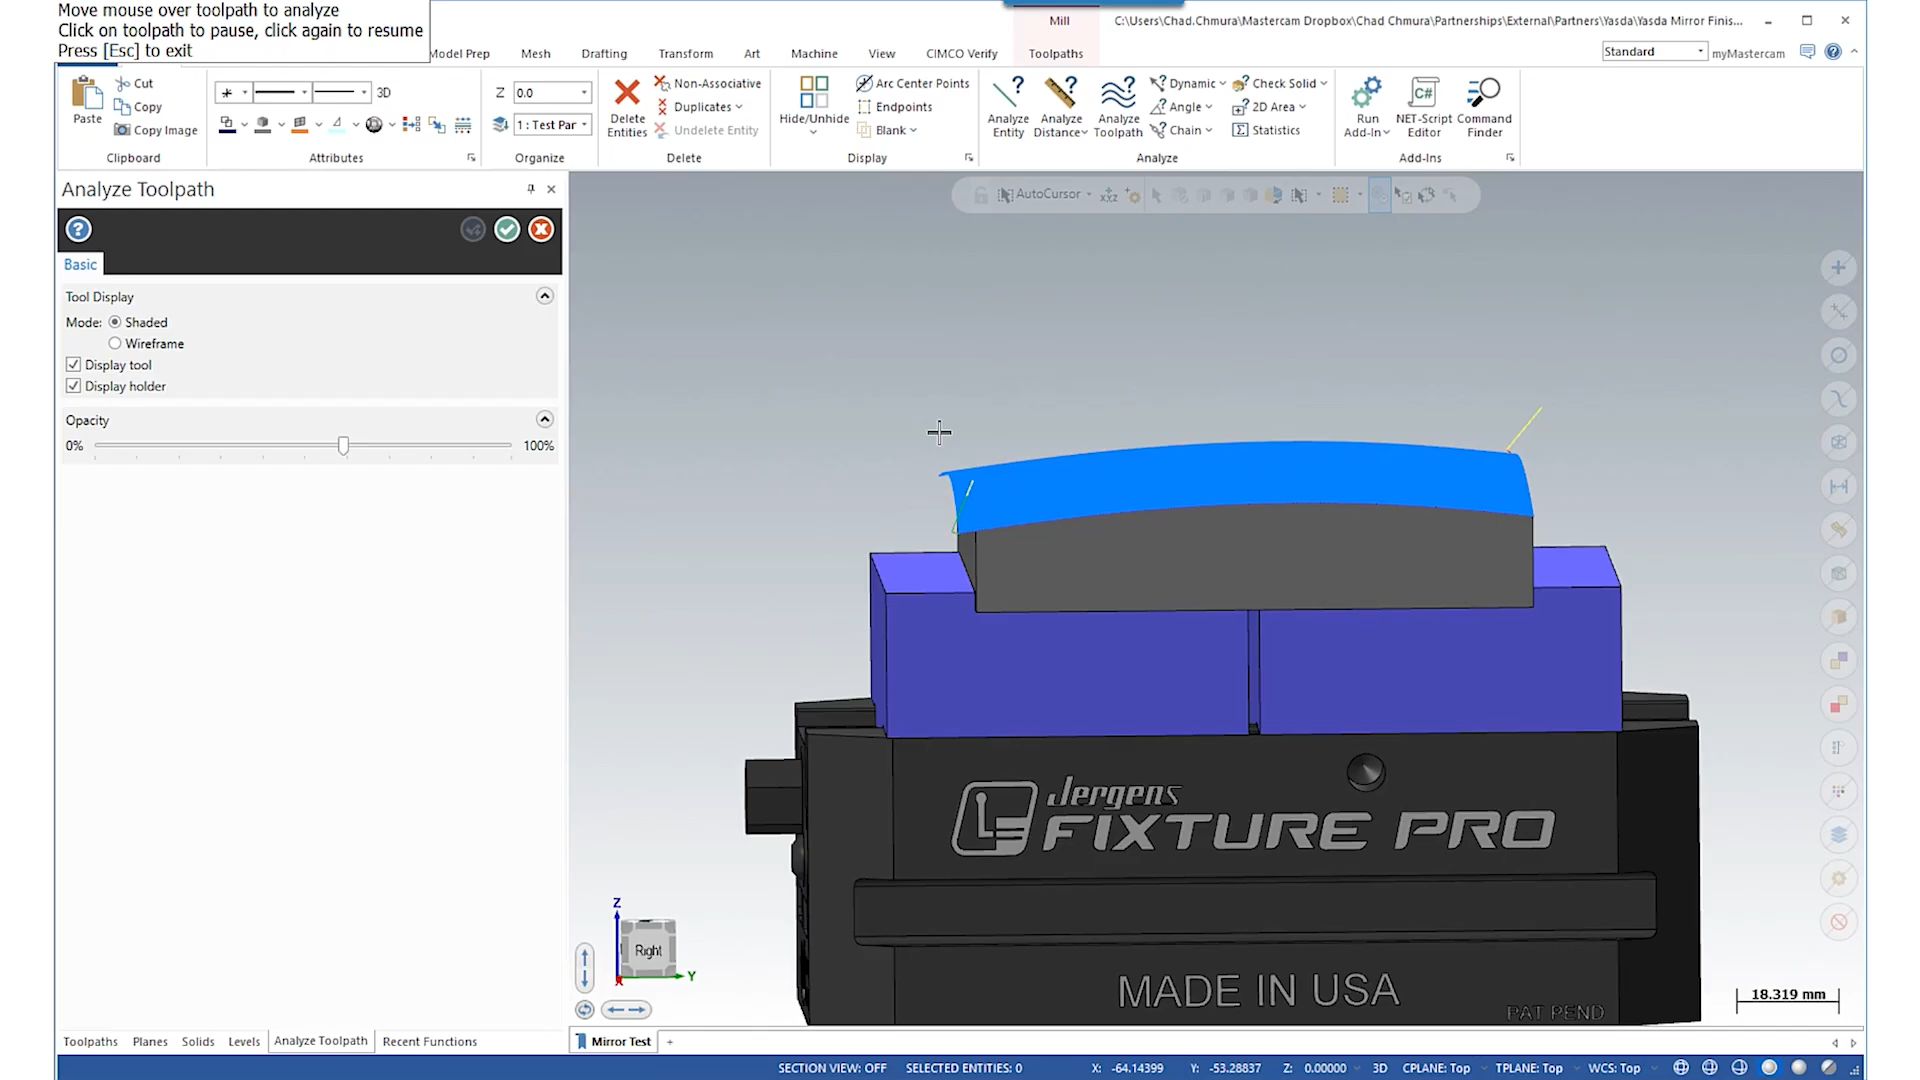 Move mouse over toolpath to analyze
Click on toolpath to pause, click again to resume
Press [Esc] to exit
Mill
C:\Users\Chad.Chmura\Mastercam Dropbox\Chad Chmura\Partnerships\External\Partners\Yasda\Yasda Mirror Finis...
Model Prep Mesh Drafting Transform Art Machine View CIMCO Verify Toolpaths
Standard myMastercam
Paste Cut Copy Copy Image
Clipboard
3D
Attributes
Z 0.0
1 : Test Par
Organize
Delete Entities Non-Associative Duplicates Undelete Entity
Delete
Hide/Unhide Arc Center Points Endpoints Blank
Display
Analyze Entity Analyze Distance Analyze Toolpath Dynamic Angle Chain Check Solid 2D Area Statistics
Analyze
Run Add-In .NET-Script Editor Command Finder
Add-Ins
Analyze Toolpath
AutoCursor
Basic
Tool Display
Mode: Shaded
Wireframe
Display tool
Display holder
Opacity
0% 100%
Jergens
FIXTURE PRO
MADE IN USA
PAT PEND
Z
Right
Y
X
18.319 mm
Toolpaths Planes Solids Levels Analyze Toolpath Recent Functions
Mirror Test +
SECTION VIEW: OFF SELECTED ENTITIES: 0 X: -64.14399 Y: -53.28837 Z: 0.00000 3D CPLANE: Top TPLANE: Top WCS: Top